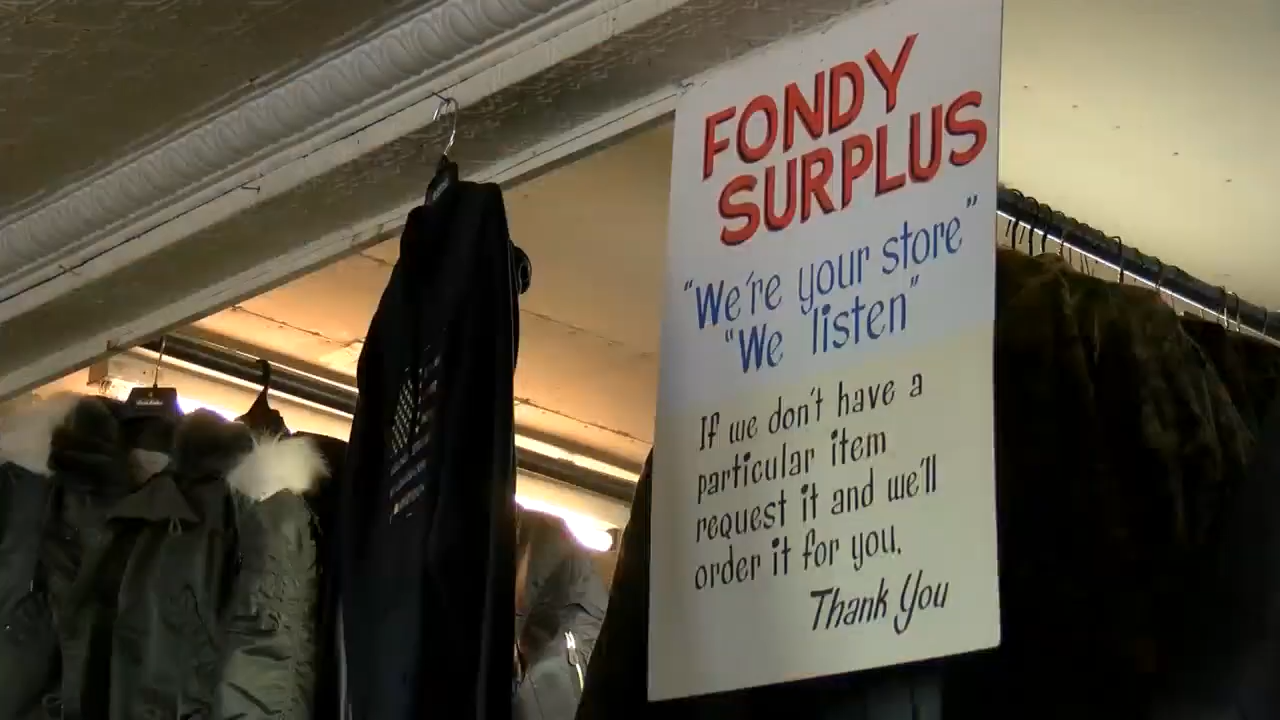 FONDY
SURPLUS
"We're your store"
"We listen"
If we don't have a
particular item
request it and we'll
order it for you.
Thank You